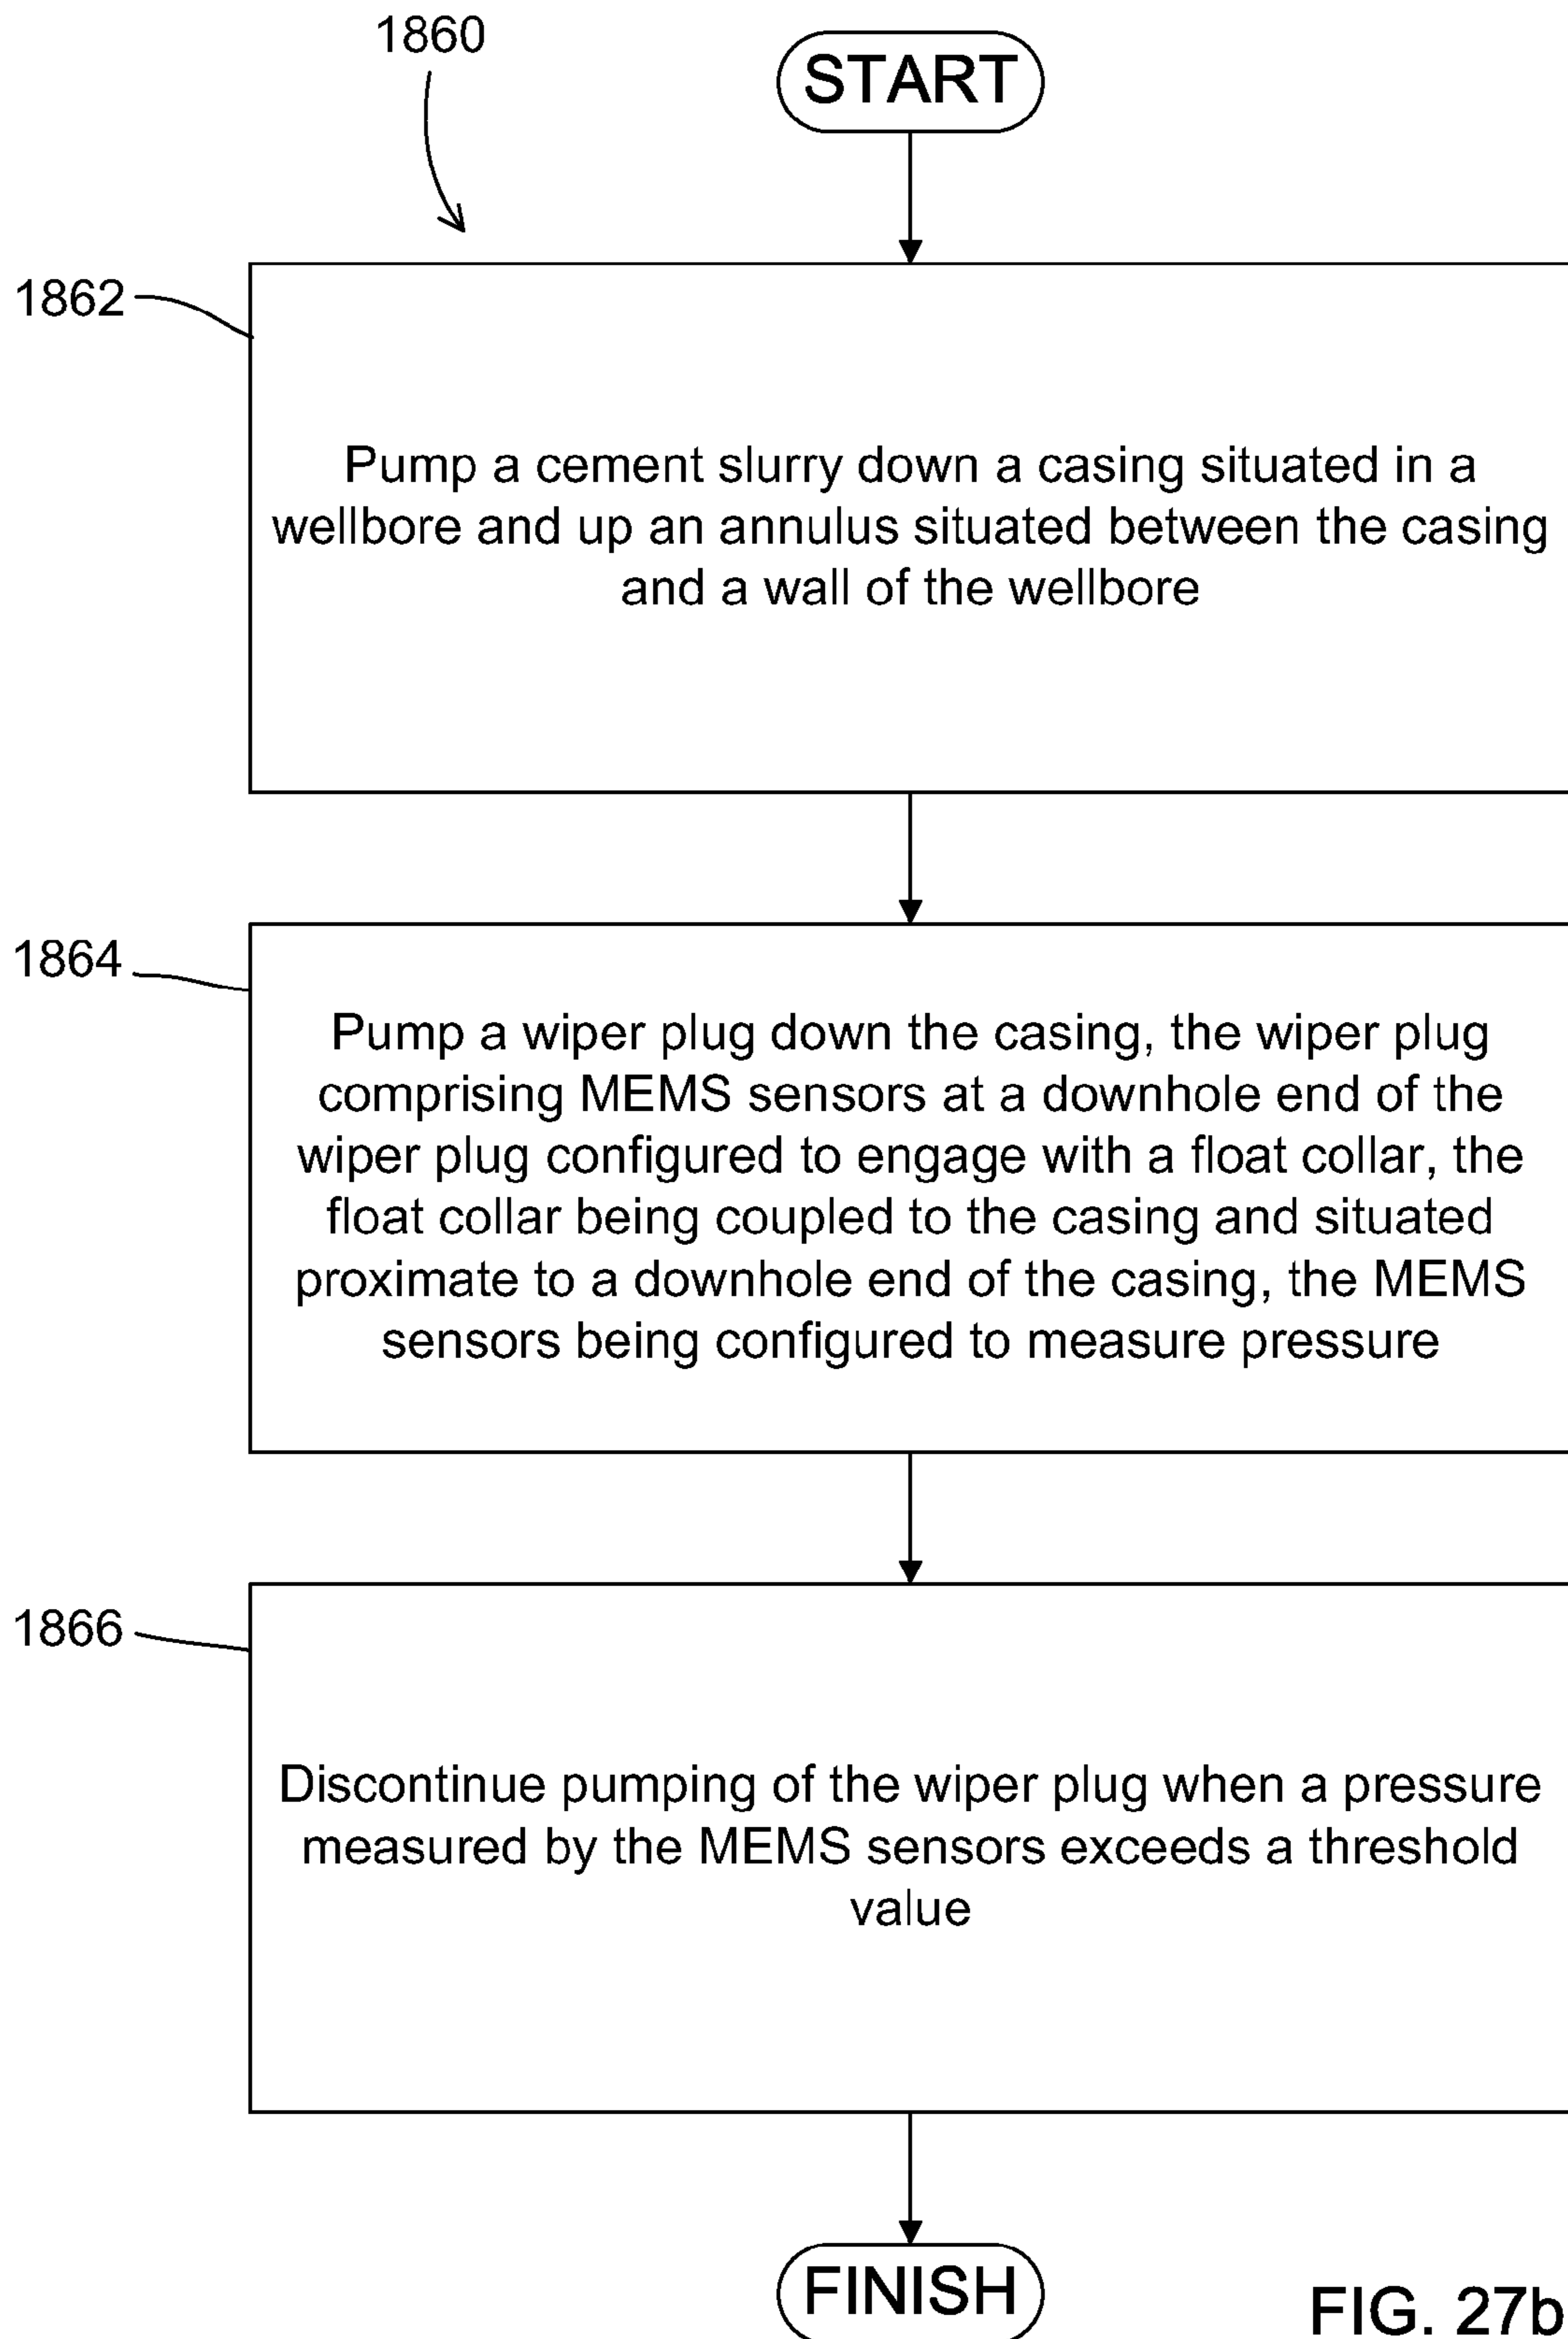 1860
START
1862
Pump a cement slurry down a casing situated in a
wellbore and up an annulus situated between the casing
and a wall of the wellbore
1864
Pump a wiper plug down the casing, the wiper plug
comprising MEMS sensors at a downhole end of the
wiper plug configured to engage with a float collar, the
float collar being coupled to the casing and situated
proximate to a downhole end of the casing, the MEMS
sensors being configured to measure pressure
1866
Discontinue pumping of the wiper plug when a pressure
measured by the MEMS sensors exceeds a threshold
value
FINISH
FIG. 27b